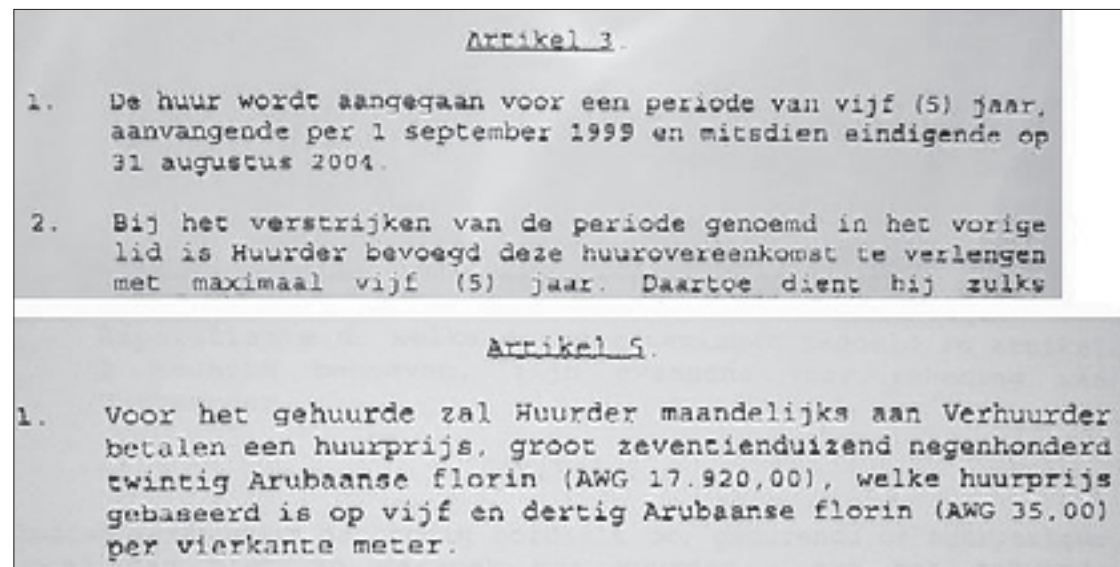 Artikel 3.
1. De huur wordt aangegaan voor een periode van vijf (5) jaar,
aanvangende per 1 september 1999 en mitsdien eindigende op
31 augustus 2004.
2. Bij het verstrijken van de periode genoemd in het vorige
lid is Huurder bevoegd deze huurovereenkomst te verlengen
met maximaal vijf (5) jaar. Daartoe dient hij zulks
Artikel 5.
1. Voor het gehuurde zal Huurder maandelijks aan Verhuurder
betalen een huurprijs, groot zeventienduizend negenhonderd
twintig Arubaanse florin (AWG 17.920,00), welke huurprijs
gebaseerd is op vijf en dertig Arubaanse florin (AWG 35,00)
per vierkante meter.